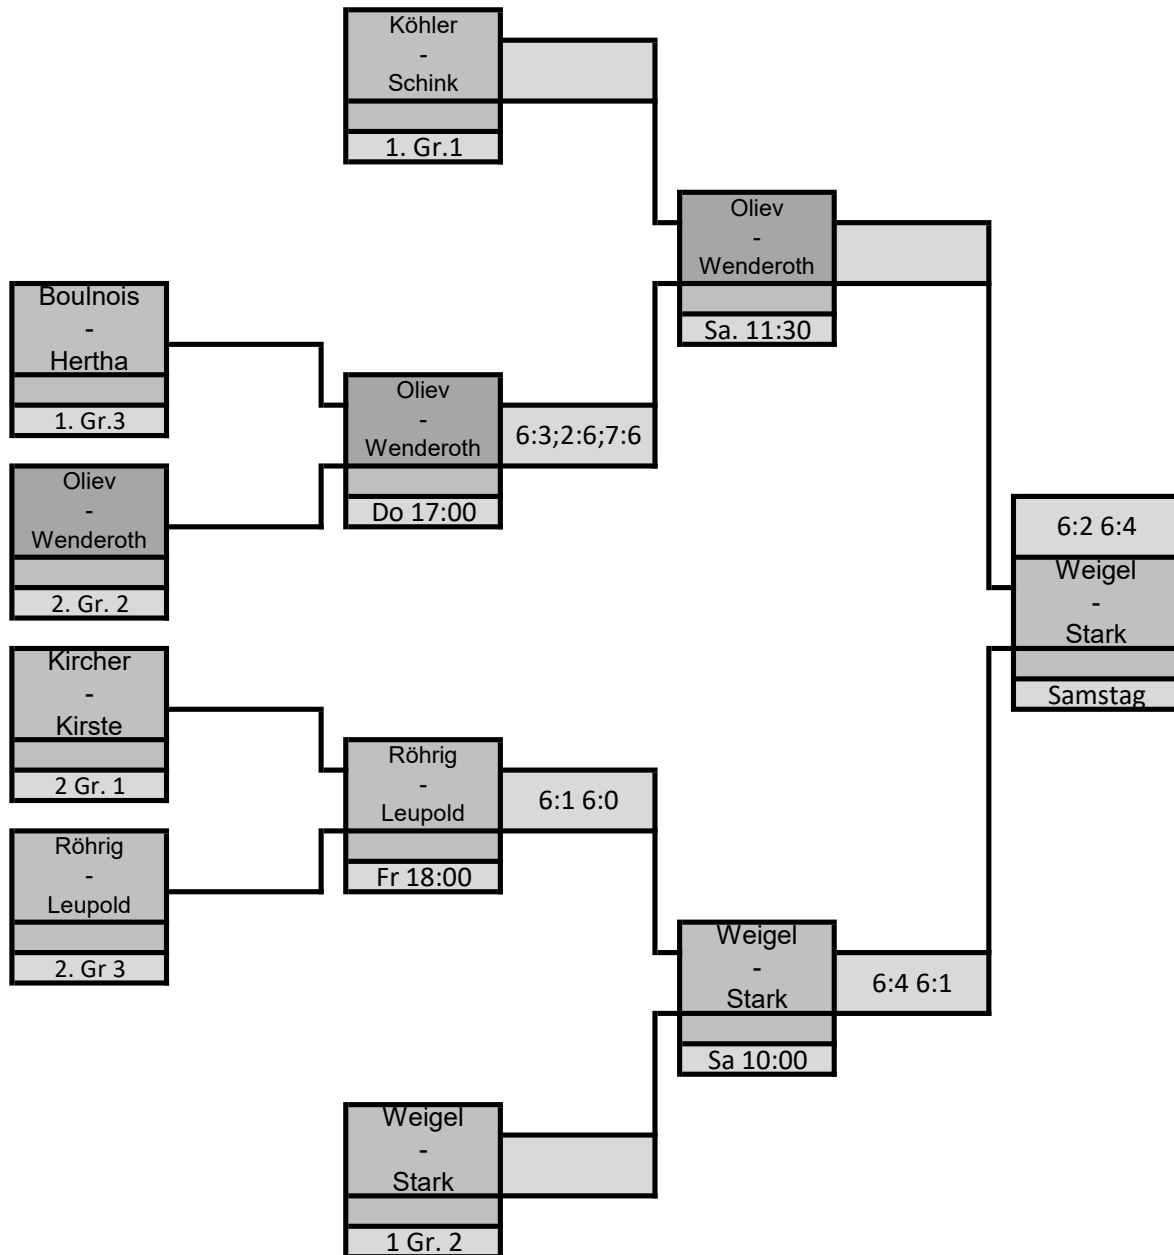 Köhler
-
Schink
1. Gr.1
Oliev
-
Wenderoth
Sa. 11:30
Boulnois
-
Hertha
1. Gr.3
Oliev
-
Wenderoth
6:3;2:6;7:6
Do 17:00
Oliev
-
Wenderoth
2. Gr. 2
6:2 6:4
Weigel
-
Stark
Samstag
Kircher
-
Kirste
2 Gr. 1
Röhrig
-
Leupold
6:1 6:0
Fr 18:00
Röhrig
-
Leupold
2. Gr 3
Weigel
-
Stark
6:4 6:1
Sa 10:00
Weigel
-
Stark
1 Gr. 2